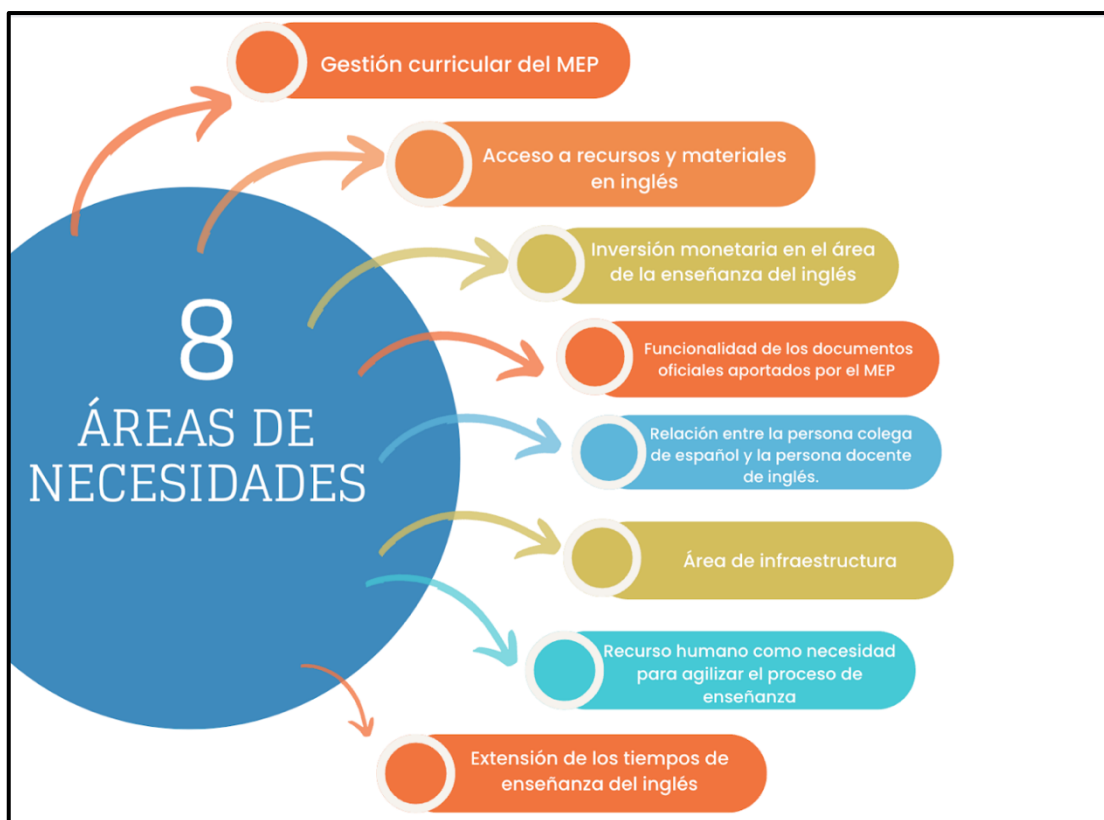 Gestión curricular del MEP
Acceso a recursos y materiales
en inglés
Inversión monetaria en el área
de la enseñanza del inglés
8
ÁREAS DE
NECESIDADES
Funcionalidad de los documentos
oficiales aportados por el MEP
Relación entre la persona colega
de español y la persona docente
de inglés.
Área de infraestructura
Recurso humano como necesidad
para agilizar el proceso de
enseñanza
Extensión de los tiempos de
enseñanza del inglés